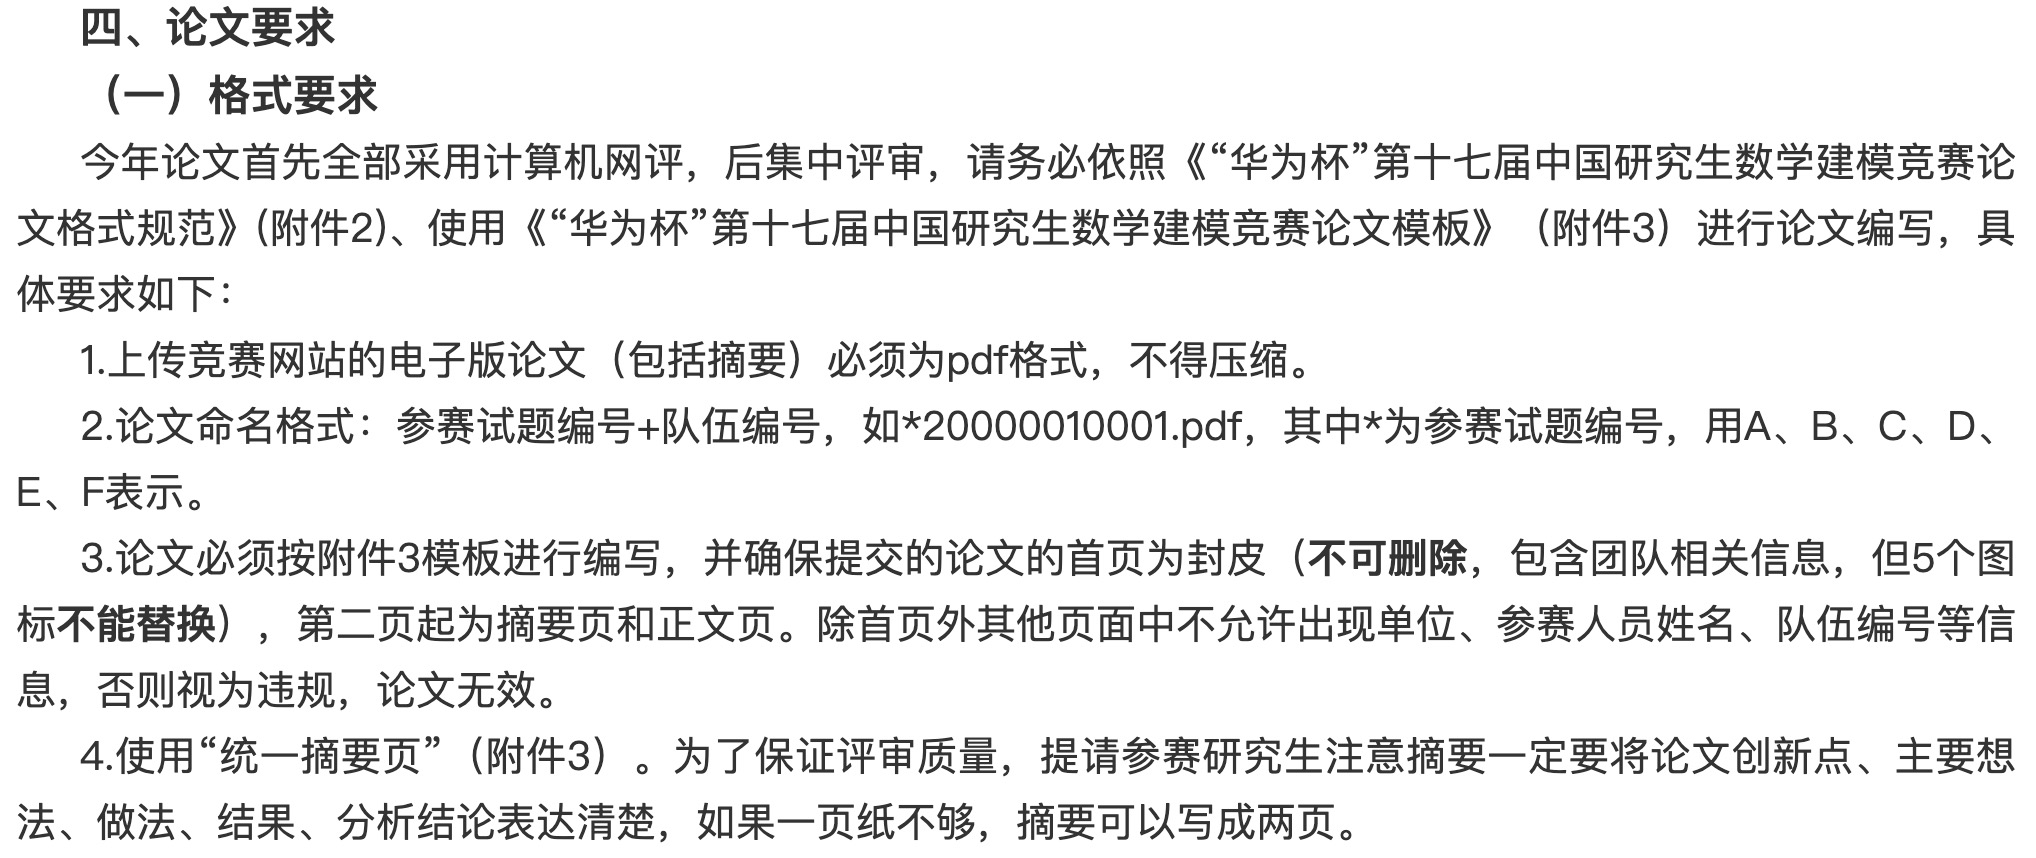 四、论文要求
（一）格式要求
今年论文首先全部采用计算机网评，后集中评审，请务必依照《“华为杯”第十七届中国研究生数学建模竞赛论
文格式规范》(附件2)、使用《“华为杯”第十七届中国研究生数学建模竞赛论文模板》（附件3）进行论文编写，具
体要求如下：
1.上传竞赛网站的电子版论文（包括摘要）必须为pdf格式，不得压缩。
2.论文命名格式：参赛试题编号+队伍编号，如*20000010001.pdf，其中*为参赛试题编号，用A、B、C、D、
E、F表示。
3.论文必须按附件3模板进行编写，并确保提交的论文的首页为封皮（不可删除，包含团队相关信息，但5个图
标不能替换），第二页起为摘要页和正文页。除首页外其他页面中不允许出现单位、参赛人员姓名、队伍编号等信
息，否则视为违规，论文无效。
4.使用“统一摘要页”（附件3）。为了保证评审质量，提请参赛研究生注意摘要一定要将论文创新点、主要想
法、做法、结果、分析结论表达清楚，如果一页纸不够，摘要可以写成两页。